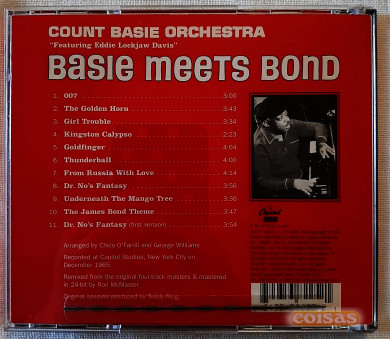 COUNT BASIE ORCHESTRA
"Featuring Eddie Lockjaw Davis"
BASIE MEETS BOND
1. 007 3:00
2. The Golden Horn 3:43
3. Girl Trouble 3:34
4. Kingston Calypso 2:23
5. Goldfinger 4:04
6. Thunderball 4:00
7. From Russia With Love 4:14
8. Dr. No's Fantasy 3:56
9. Underneath The Mango Tree 3:38
10. The James Bond Theme 3:47
11. Dr. No's Fantasy (first version) 3:54
Arranged by Chico O'Farrill and George Williams
Recorded at Capitol Studios, New York City on
December 1965
Remixed from the original four-track masters & mastered
in 24-bit by Ron McMaster
Original session produced by Teddy Reig
Capitol
coisas